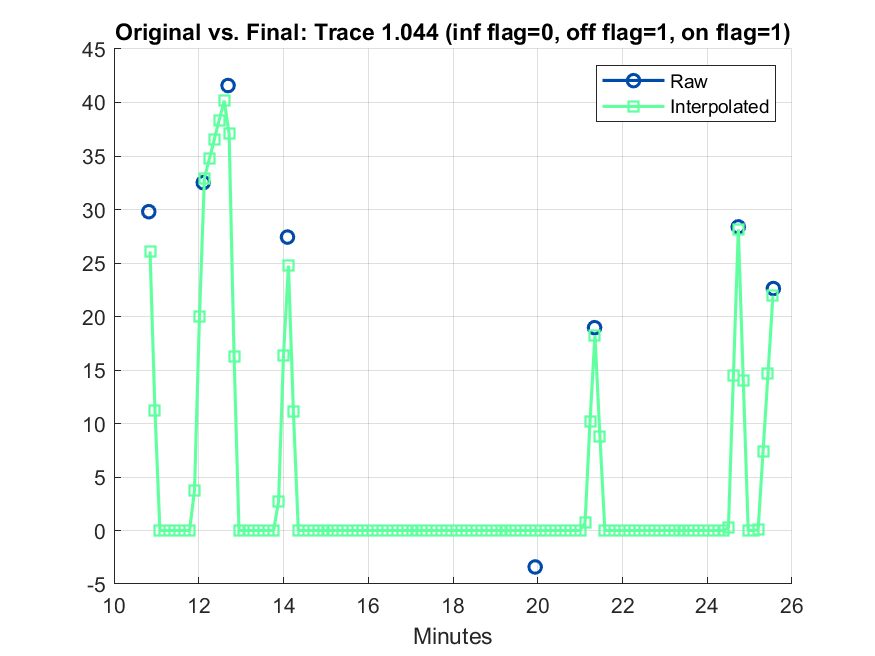 Original vs. Final: Trace 1.044 (inf flag=0, off flag=1, on flag=1)
45
40
35
30
25
20
15
10
5
0
-5
Raw
Interpolated
10 12 14 16 18 20 22 24 26
Minutes